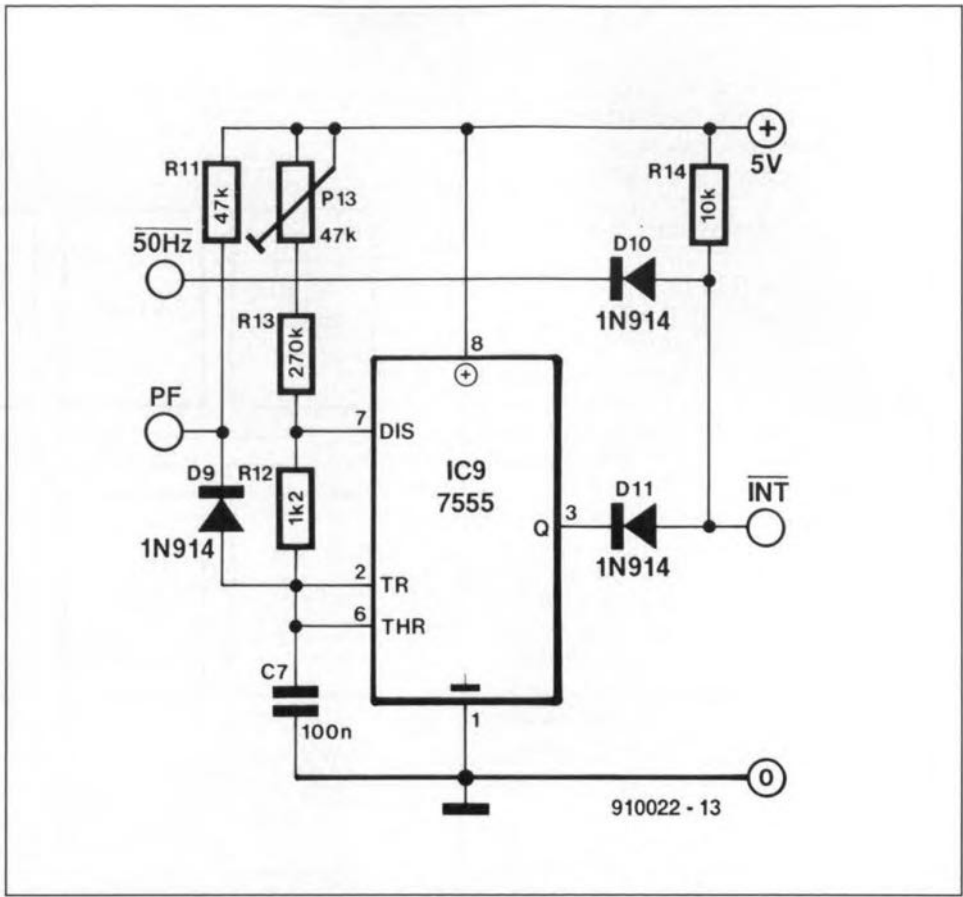 +
5V
R11
47k
P13
47k
R14
10k
50Hz
D10
1N914
R13
270k
8
+
PF
7
DIS
IC9
7555
D9
R12
1k2
1N914
D11
INT
Q
3
1N914
2
TR
6
THR
C7
100n
1
0
910022 - 13